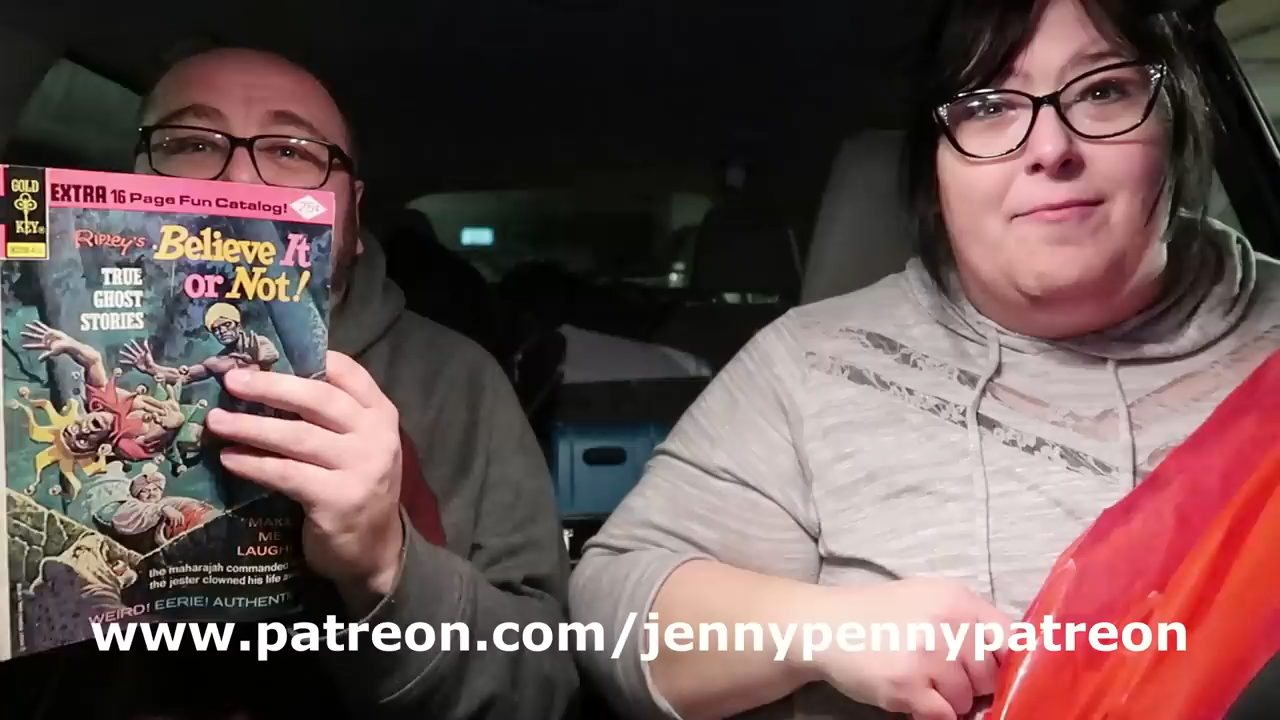 GOLD
KEY
EXTRA 16 Page Fun Catalog!
25¢
Ripley's Believe It
or Not!
TRUE
GHOST
STORIES
"MAKE
ME
LAUGH
the maharajah commanded
the jester clowned his life
WEIRD! EERIE! AUTHENT
www.patreon.com/jennypennypatreon